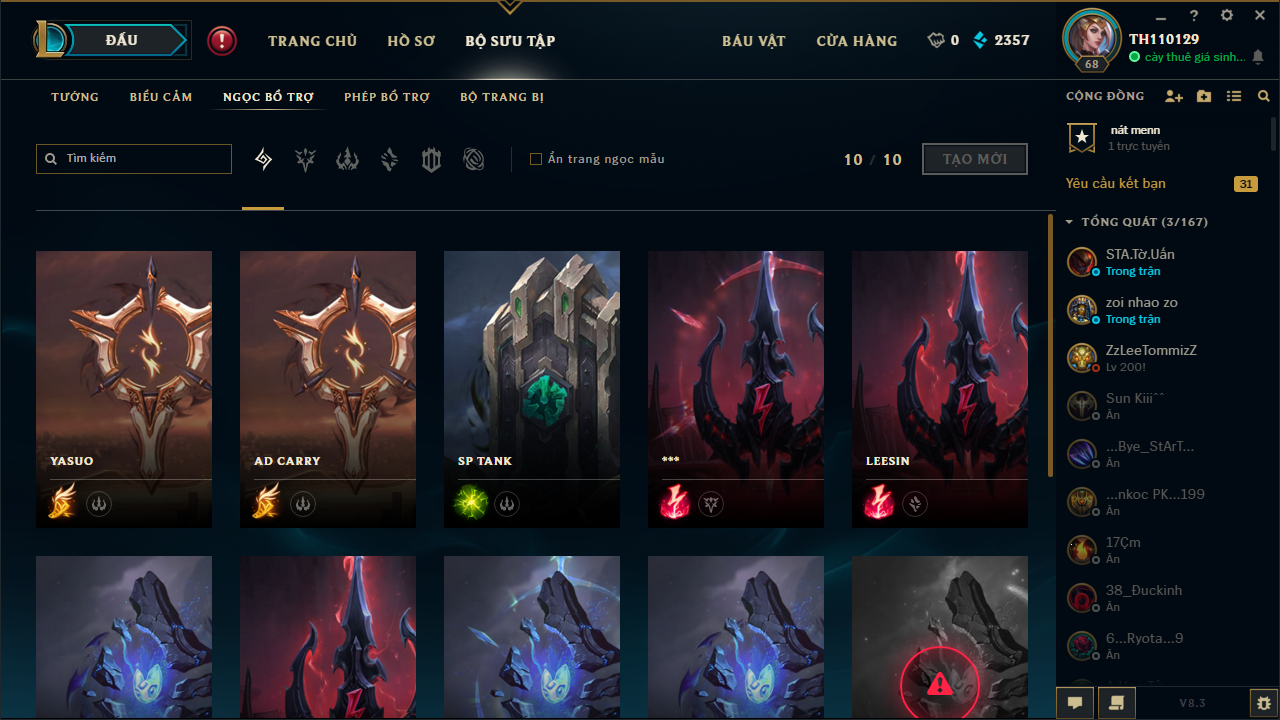 ĐẤU
TRANG CHỦ
HỒ SƠ
BỘ SƯU TẬP
BÁU VẬT
CỬA HÀNG
0
2357
68
TH110129
cày thuê giá sinh...
TƯỚNG
BIỂU CẢM
NGỌC BỔ TRỢ
PHÉP BỔ TRỢ
BỘ TRANG BỊ
Tìm kiếm
Ẩn trang ngọc mẫu
10 / 10
TẠO MỚI
YASUO
AD CARRY
SP TANK
***
LEESIN
CỘNG ĐỒNG
nát menn
1 trực tuyến
Yêu cầu kết bạn
31
TỔNG QUÁT (3/167)
STA.Tờ.Uấn
Trong trận
zoi nhao zo
Trong trận
ZzLeeTommizZ
Lv 200!
Sun Kiii^^
Ẩn
...Bye_StArT...
Ẩn
...nkoc PK...199
Ẩn
17Çm
Ẩn
38_Đuckinh
Ẩn
6...Ryota...9
Ẩn
V8.3